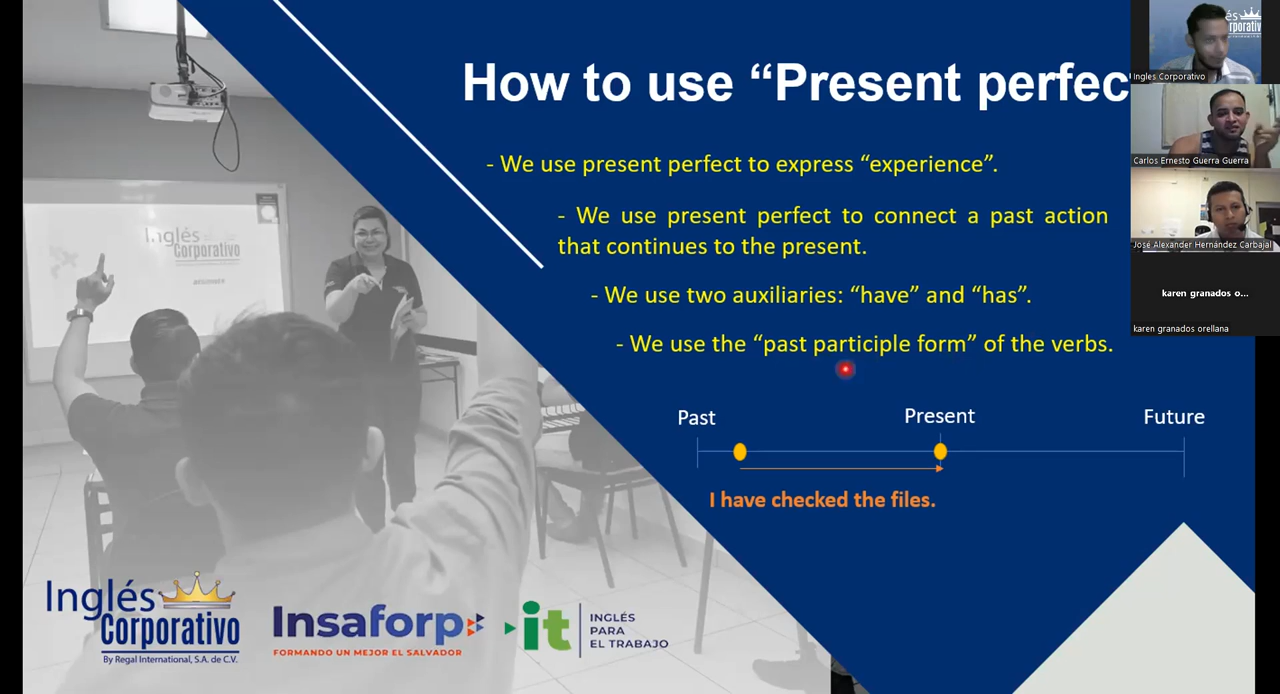 How to use “Present perfec
- We use present perfect to express “experience”.
- We use present perfect to connect a past action
that continues to the present.
- We use two auxiliaries: “have” and “has”.
- We use the “past participle form” of the verbs.
Past
Present
Future
I have checked the files.
Inglés
Corporativo
Inglés
Corporativo
By Regal International, S.A. de C.V.
Insaforp
FORMANDO UN MEJOR EL SALVADOR
it
INGLÉS
PARA
EL TRABAJO
és
rporativ
Ingles Corporativo
Carlos Ernesto Guerra Guerra
José Alexander Hernández Carbajal
karen granados o...
karen granados orellana